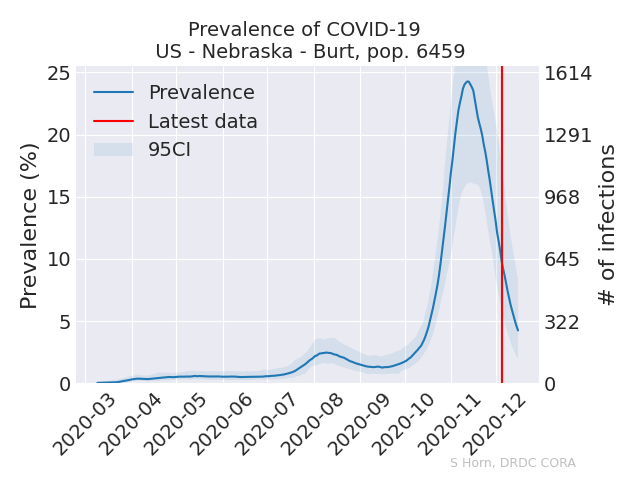 Prevalence of COVID-19
US - Nebraska - Burt, pop. 6459
Prevalence (%)
25
20
15
10
5
0
Prevalence
Latest data
95CI
1614
1291
968
645
322
0
# of infections
2020-03
2020-04
2020-05
2020-06
2020-07
2020-08
2020-09
2020-10
2020-11
2020-12
S Horn, DRDC CORA